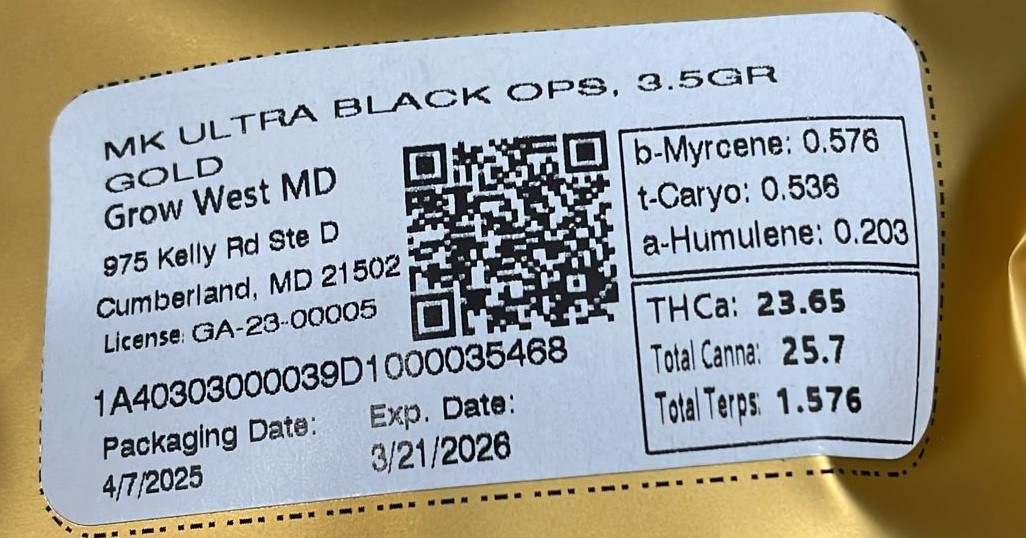 MK ULTRA BLACK OPS, 3.5GR
GOLD
Grow West MD
975 Kelly Rd Ste D
Cumberland, MD 21502
License: GA-23-00005
1A40303000039D1000035468
Packaging Date:
4/7/2025
Exp. Date:
3/21/2026
b-Myrcene: 0.576
t-Caryo: 0.536
a-Humulene: 0.203
THCa: 23.65
Total Canna: 25.7
Total Terps: 1.576